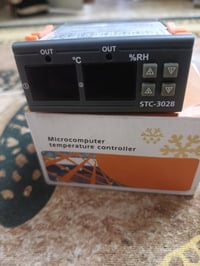 OUT OUT
°C %RH
STC-3028
Microcomputer
temperature controller